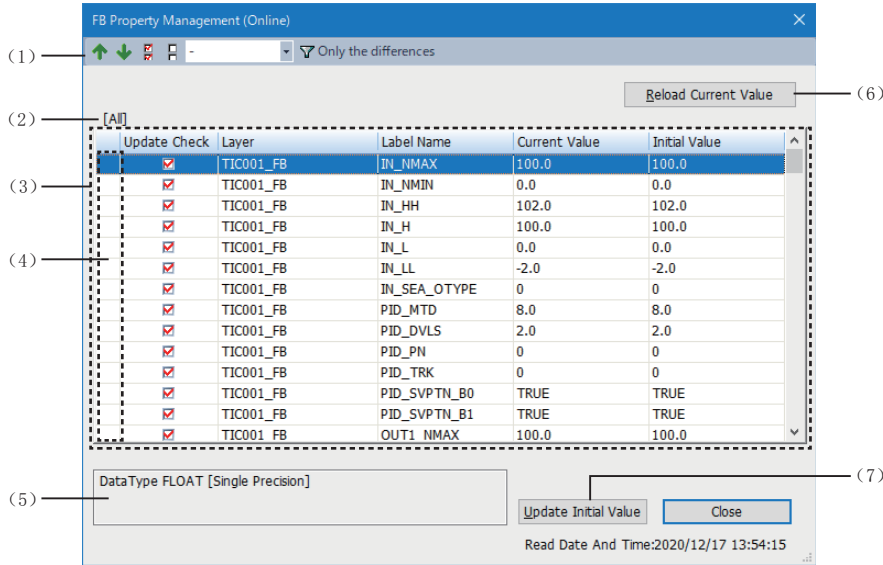 FB Property Management (Online)
(1)
- Only the differences
Reload Current Value
(6)
(2)
[All]
Update Check Layer Label Name Current Value Initial Value
TIC001_FB IN_NMAX 100.0 100.0
(3)
TIC001_FB IN_NMIN 0.0 0.0
TIC001_FB IN_HH 102.0 102.0
TIC001_FB IN_H 100.0 100.0
TIC001_FB IN_L 0.0 0.0
(4)
TIC001_FB IN_LL -2.0 -2.0
TIC001_FB IN_SEA_OTYPE 0 0
TIC001_FB PID_MTD 8.0 8.0
TIC001_FB PID_DVLS 2.0 2.0
TIC001_FB PID_PN 0 0
TIC001_FB PID_TRK 0 0
TIC001_FB PID_SVPTN_B0 TRUE TRUE
TIC001_FB PID_SVPTN_B1 TRUE TRUE
TIC001_FB OUT1_NMAX 100.0 100.0
(5)
DataType FLOAT [Single Precision]
(7)
Update Initial Value Close
Read Date And Time:2020/12/17 13:54:15